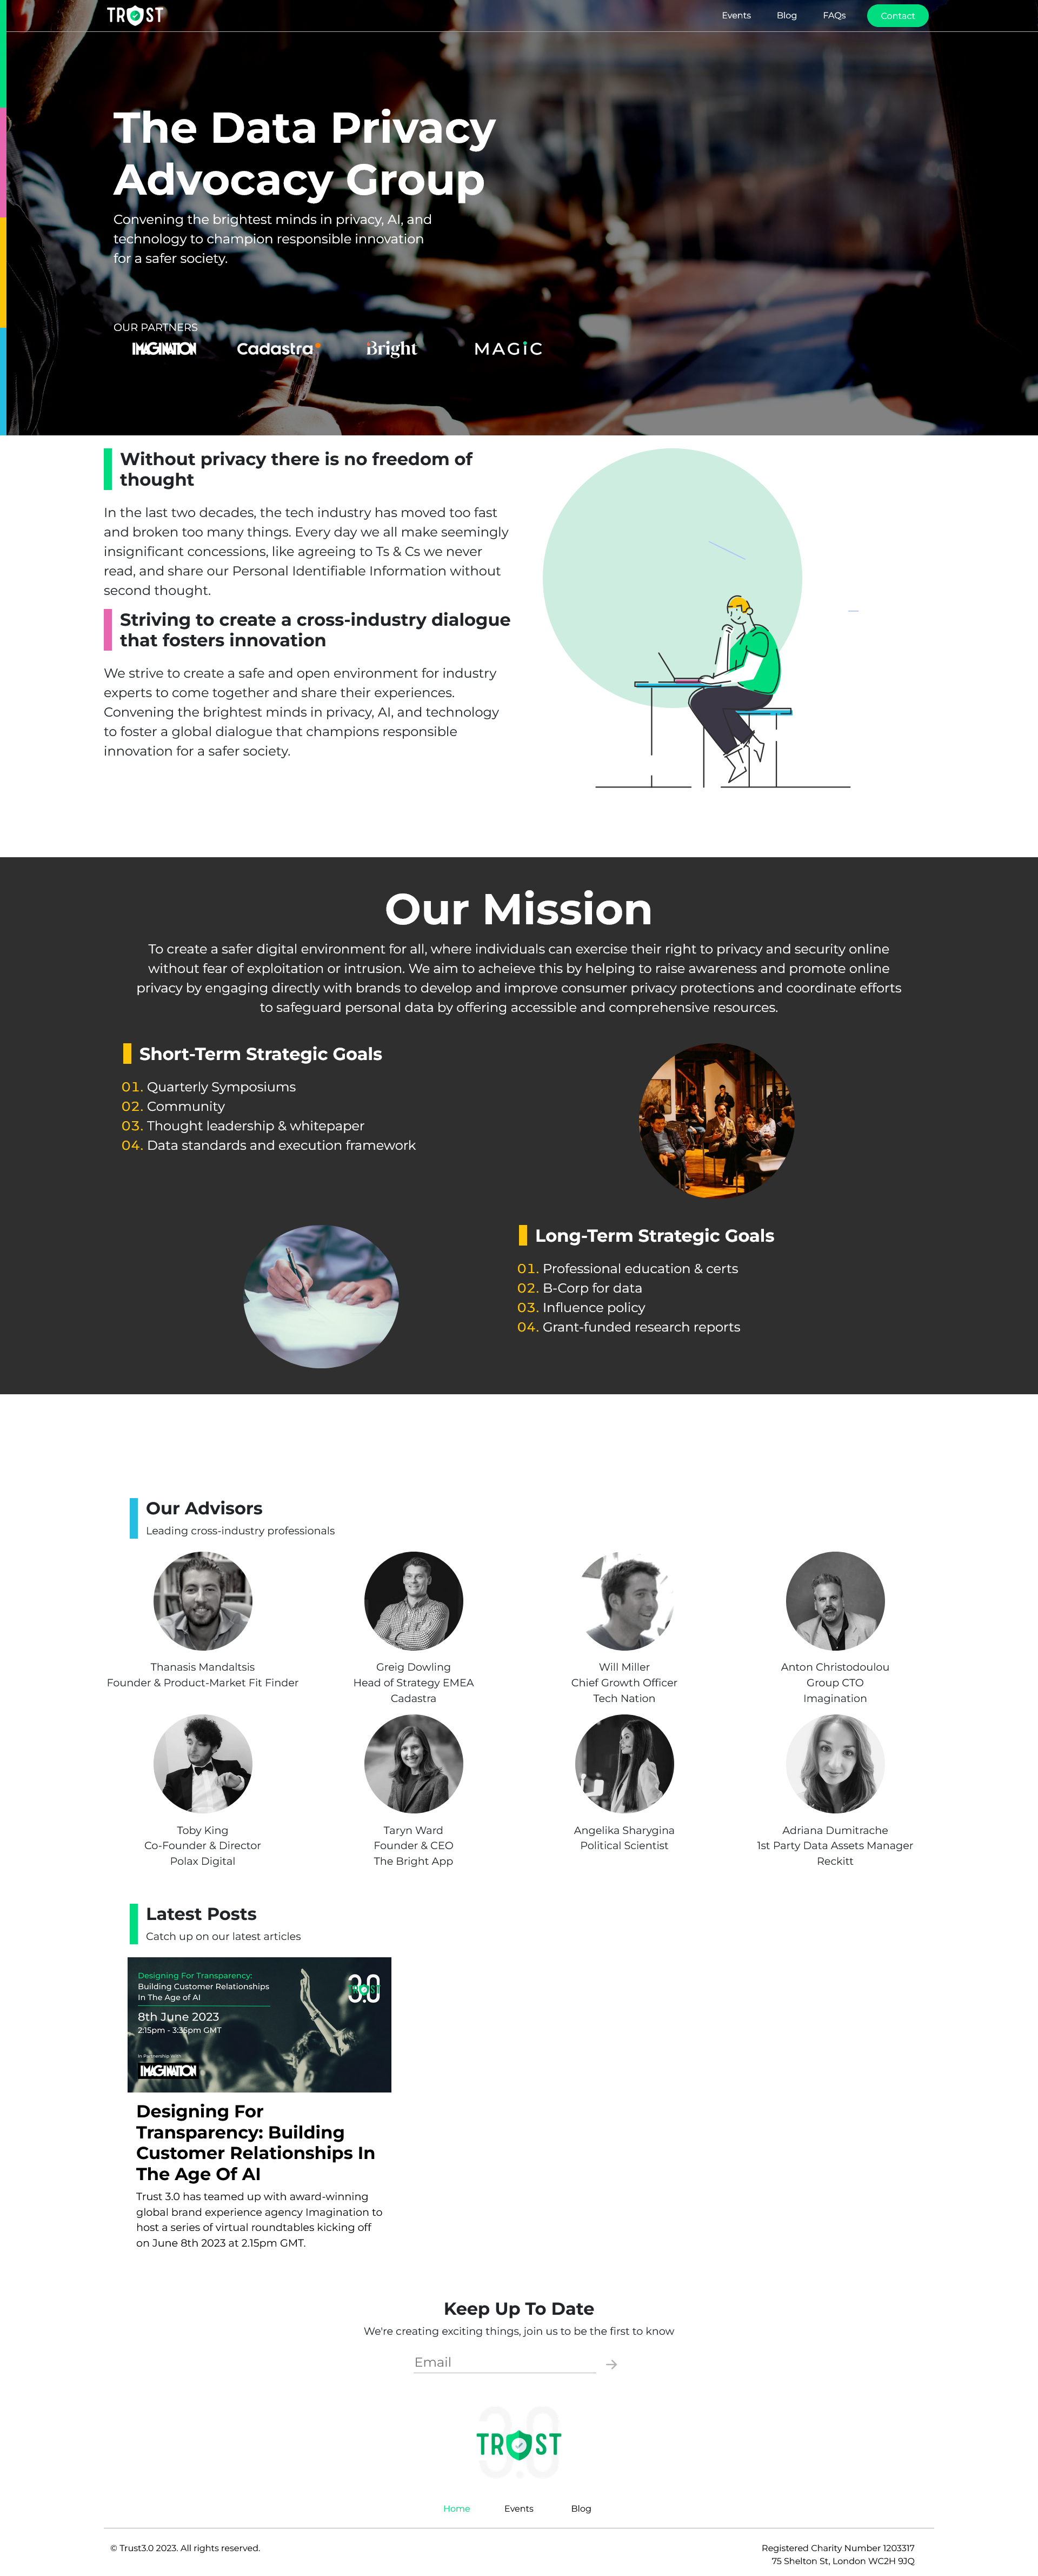 TRUST
Events
Blog
FAQs
Contact
The Data Privacy
Advocacy Group
Convening the brightest minds in privacy, AI, and
technology to champion responsible innovation
for a safer society.
OUR PARTNERS
IMAGINATION
Cadastra
Bright
MAGiC
Without privacy there is no freedom of
thought
In the last two decades, the tech industry has moved too fast
and broken too many things. Every day we all make seemingly
insignificant concessions, like agreeing to Ts & Cs we never
read, and share our Personal Identifiable Information without
second thought.
Striving to create a cross-industry dialogue
that fosters innovation
We strive to create a safe and open environment for industry
experts to come together and share their experiences.
Convening the brightest minds in privacy, AI, and technology
to foster a global dialogue that champions responsible
innovation for a safer society.
Our Mission
To create a safer digital environment for all, where individuals can exercise their right to privacy and security online
without fear of exploitation or intrusion. We aim to acheieve this by helping to raise awareness and promote online
privacy by engaging directly with brands to develop and improve consumer privacy protections and coordinate efforts
to safeguard personal data by offering accessible and comprehensive resources.
Short-Term Strategic Goals
01. Quarterly Symposiums
02. Community
03. Thought leadership & whitepaper
04. Data standards and execution framework
Long-Term Strategic Goals
01. Professional education & certs
02. B-Corp for data
03. Influence policy
04. Grant-funded research reports
Our Advisors
Leading cross-industry professionals
Thanasis Mandaltsis
Founder & Product-Market Fit Finder
Greig Dowling
Head of Strategy EMEA
Cadastra
Will Miller
Chief Growth Officer
Tech Nation
Anton Christodoulou
Group CTO
Imagination
Toby King
Co-Founder & Director
Polax Digital
Taryn Ward
Founder & CEO
The Bright App
Angelika Sharygina
Political Scientist
Adriana Dumitrache
1st Party Data Assets Manager
Reckitt
Latest Posts
Catch up on our latest articles
Designing For Transparency:
Building Customer Relationships
In The Age of AI
8th June 2023
2:15pm - 3:35pm GMT
In Partnership With
IMAGINATION
3.0
TRUST
Designing For
Transparency: Building
Customer Relationships In
The Age Of AI
Trust 3.0 has teamed up with award-winning
global brand experience agency Imagination to
host a series of virtual roundtables kicking off
on June 8th 2023 at 2.15pm GMT.
Keep Up To Date
We're creating exciting things, join us to be the first to know
Email
3.0
TRUST
Home
Events
Blog
© Trust3.0 2023. All rights reserved.
Registered Charity Number 1203317
75 Shelton St, London WC2H 9JQ